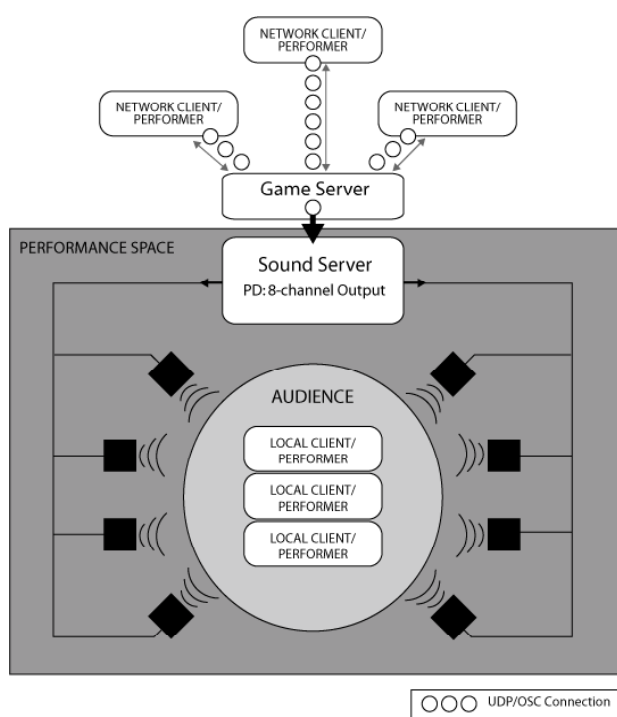 NETWORK CLIENT/
PERFORMER
NETWORK CLIENT/
PERFORMER
NETWORK CLIENT/
PERFORMER
Game Server
PERFORMANCE SPACE
Sound Server
PD: 8-channel Output
AUDIENCE
LOCAL CLIENT/
PERFORMER
LOCAL CLIENT/
PERFORMER
LOCAL CLIENT/
PERFORMER
UDP/OSC Connection